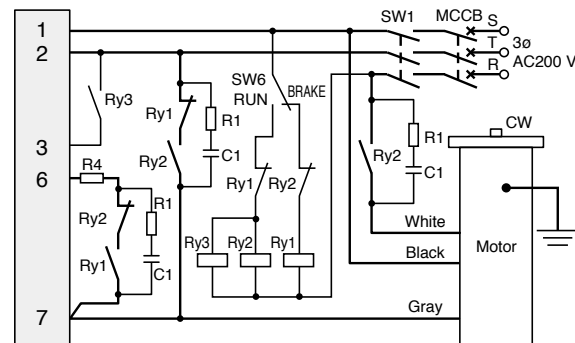 1
SW1
MCCB
S
T
R
3ø
AC200 V
2
Ry3
Ry1
R1
C1
Ry2
SW6
RUN
BRAKE
Ry2
R1
C1
CW
3
6
R4
Ry2
R1
Ry1
C1
Ry1
Ry2
Ry3
Ry2
Ry1
White
Black
Gray
Motor
7